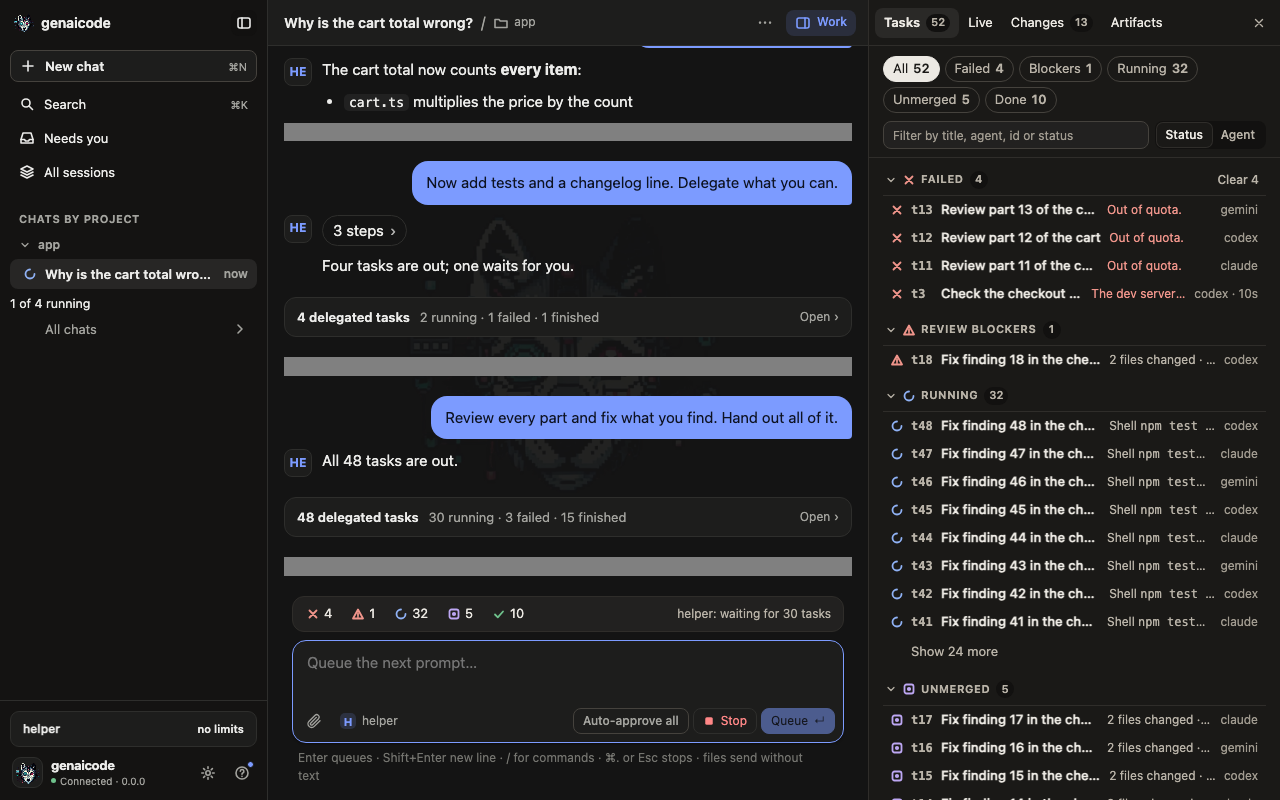 genaicode
New chat ⌘N
Search ⌘K
Needs you
All sessions
CHATS BY PROJECT
app
Why is the cart total wro... now
1 of 4 running
All chats
helper no limits
genaicode
Connected · 0.0.0
Why is the cart total wrong? / app
... Work
HE The cart total now counts every item:
• cart.ts multiplies the price by the count
Now add tests and a changelog line. Delegate what you can.
HE 3 steps ›
Four tasks are out; one waits for you.
4 delegated tasks 2 running · 1 failed · 1 finished Open ›
Review every part and fix what you find. Hand out all of it.
HE All 48 tasks are out.
48 delegated tasks 30 running · 3 failed · 15 finished Open ›
4 1 32 5 10 helper: waiting for 30 tasks
Queue the next prompt...
H helper Auto-approve all Stop Queue ↵
Enter queues · Shift+Enter new line · / for commands · ⌘. or Esc stops · files send without
text
Tasks 52 Live Changes 13 Artifacts ×
All 52 Failed 4 Blockers 1 Running 32
Unmerged 5 Done 10
Filter by title, agent, id or status Status Agent
FAILED 4 Clear 4
t13 Review part 13 of the c... Out of quota. gemini
t12 Review part 12 of the cart Out of quota. codex
t11 Review part 11 of the c... Out of quota. claude
t3 Check the checkout ... The dev server... codex · 10s
REVIEW BLOCKERS 1
t18 Fix finding 18 in the che... 2 files changed · ... codex
RUNNING 32
t48 Fix finding 48 in the ch... Shell npm test ... codex
t47 Fix finding 47 in the ch... Shell npm test... claude
t46 Fix finding 46 in the ch... Shell npm test... gemini
t45 Fix finding 45 in the ch... Shell npm test ... codex
t44 Fix finding 44 in the ch... Shell npm test... claude
t43 Fix finding 43 in the ch... Shell npm test... gemini
t42 Fix finding 42 in the ch... Shell npm test ... codex
t41 Fix finding 41 in the ch... Shell npm test... claude
Show 24 more
UNMERGED 5
t17 Fix finding 17 in the ch... 2 files changed ·... claude
t16 Fix finding 16 in the ch... 2 files changed ·... gemini
t15 Fix finding 15 in the che... 2 files changed · ... codex